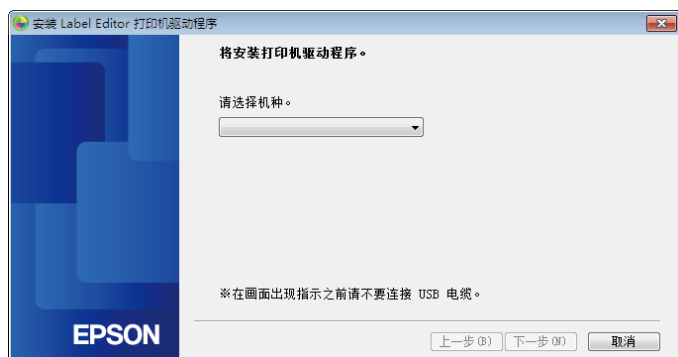 安装 Label Editor 打印机驱动程序
将安装打印机驱动程序。
请选择机种。
※在画面出现指示之前请不要连接 USB 电缆。
EPSON
上一步(B) 下一步(N) 取消